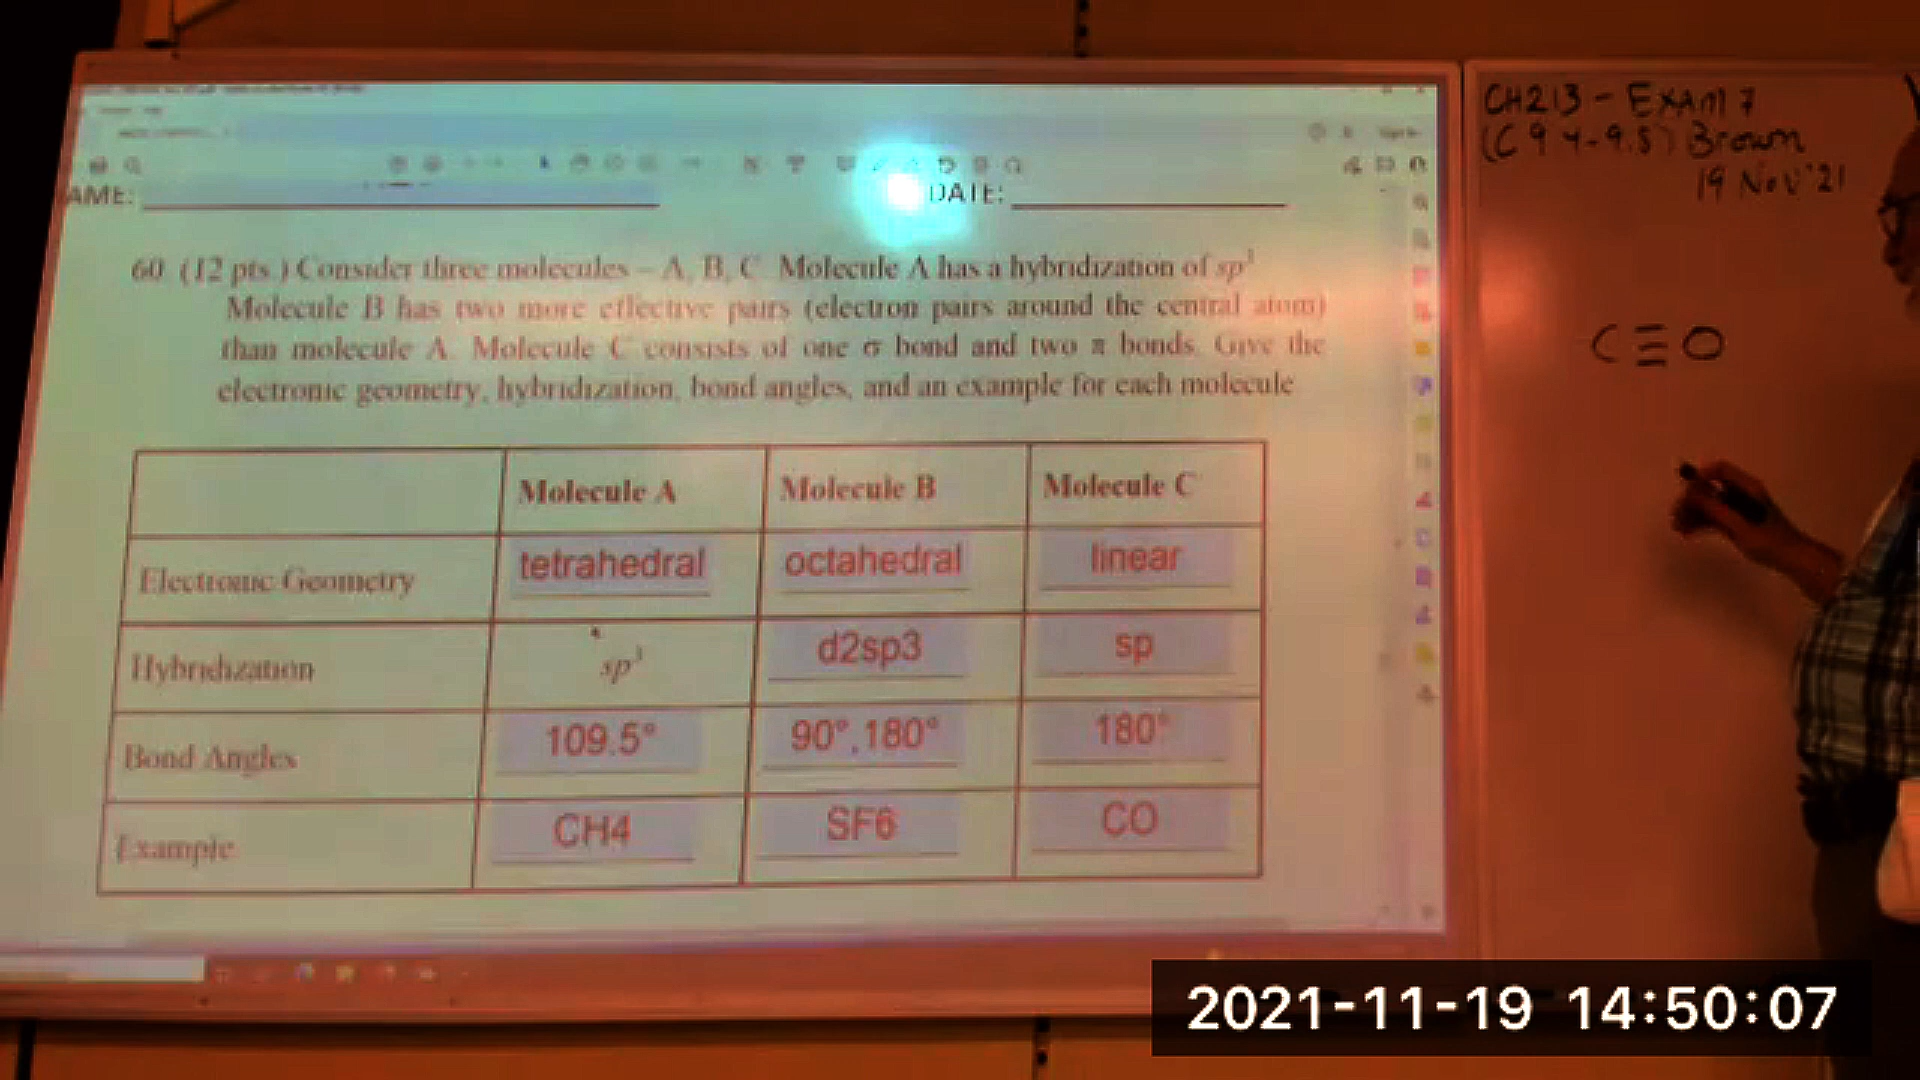 AME: DATE:
60 (12 pts.) Consider three molecules – A, B, C. Molecule A has a hybridization of sp³
Molecule B has two more effective pairs (electron pairs around the central atom)
than molecule A. Molecule C consists of one σ bond and two π bonds. Give the
electronic geometry, hybridization, bond angles, and an example for each molecule
Molecule A Molecule B Molecule C
Electronic Geometry tetrahedral octahedral linear
Hybridization sp³ d2sp3 sp
Bond Angles 109.5° 90°,180° 180°
Example CH4 SF6 CO
CH213 - EXAM 7
(C 9 4-9.5) Brown
19 Nov '21
C≡O
2021-11-19 14:50:07